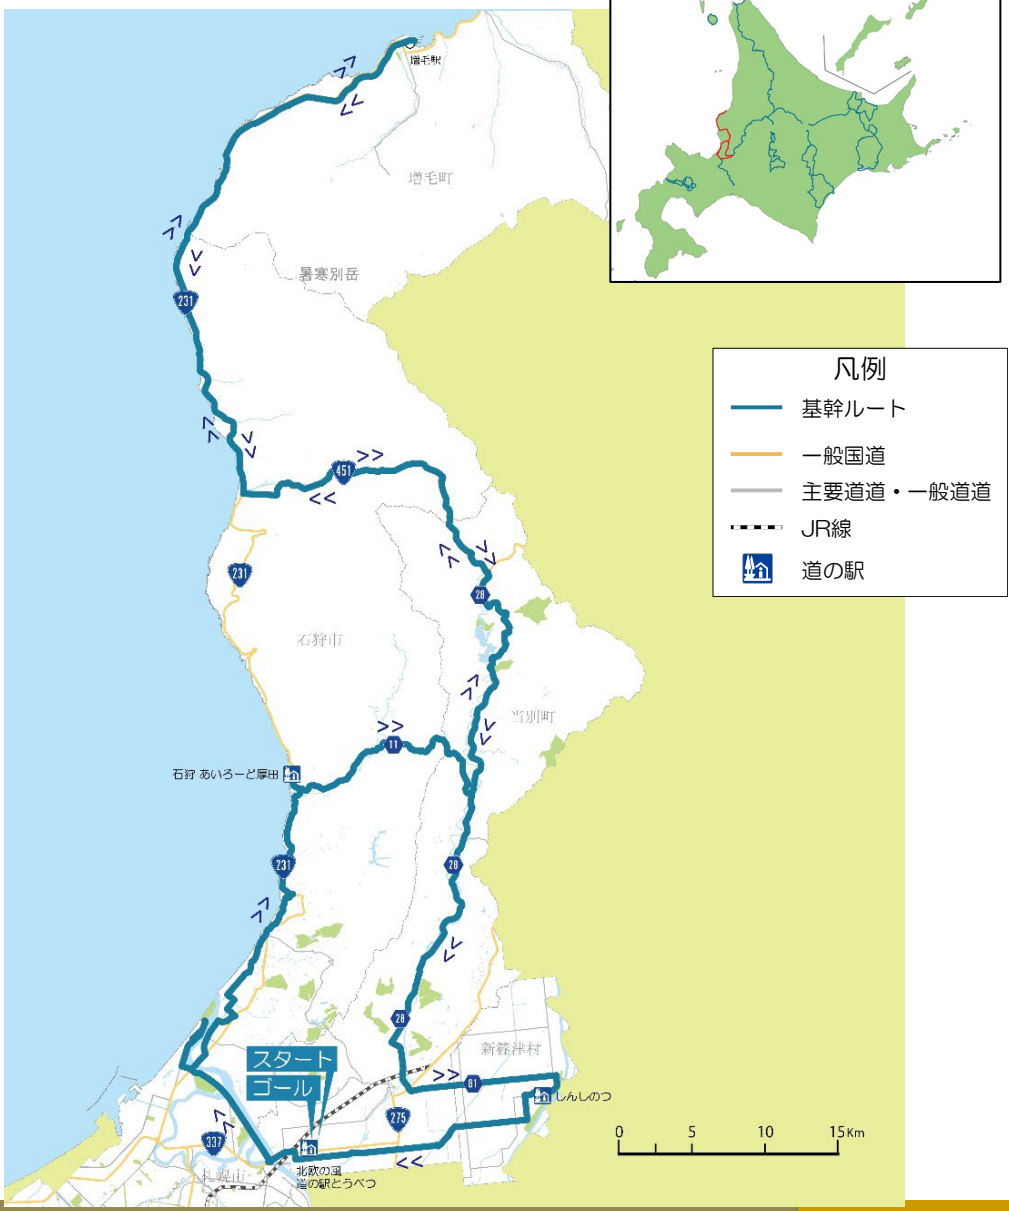 増毛駅
増毛町
暑寒別岳
231
凡例
基幹ルート
一般国道
主要道道・一般道道
JR線
道の駅
451
231
28
石狩市
当別町
11
石狩 あいろーど厚田
231
28
28
新篠津村
スタート
ゴール
81
しんしのつ
275
337
0 5 10 15Km
北欧の風
道の駅とうべつ
札幌市